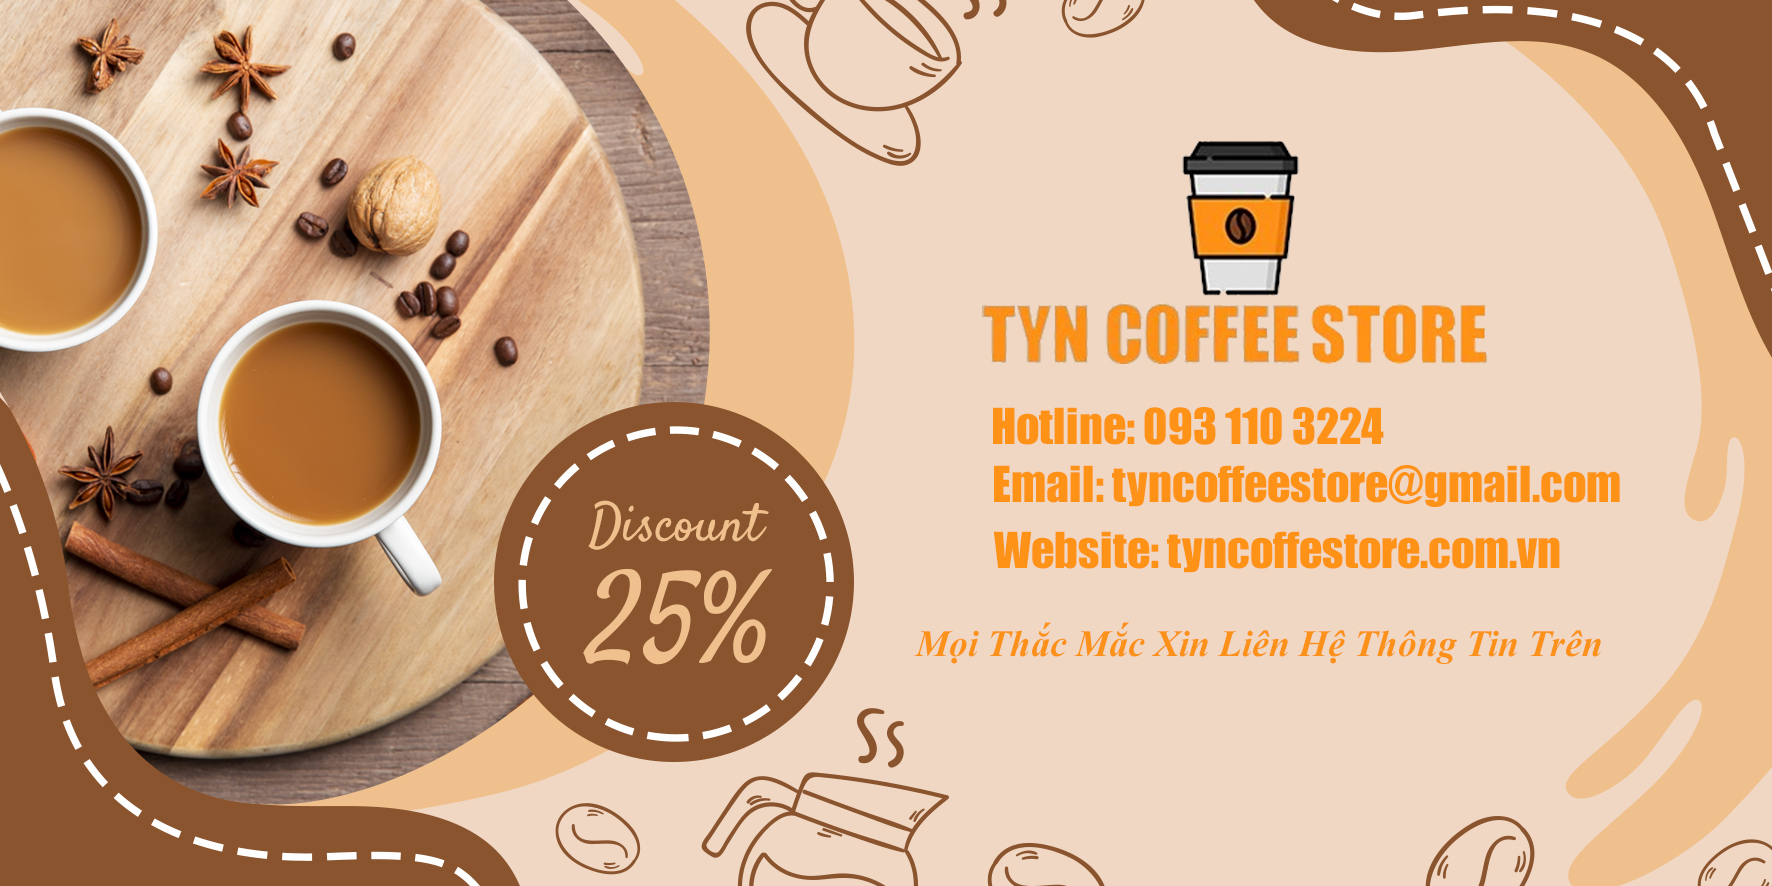 TYN COFFEE STORE
Hotline: 093 110 3224
Email: tyncoffeestore@gmail.com
Website: tyncoffestore.com.vn
Mọi Thắc Mắc Xin Liên Hệ Thông Tin Trên
Discount
25%